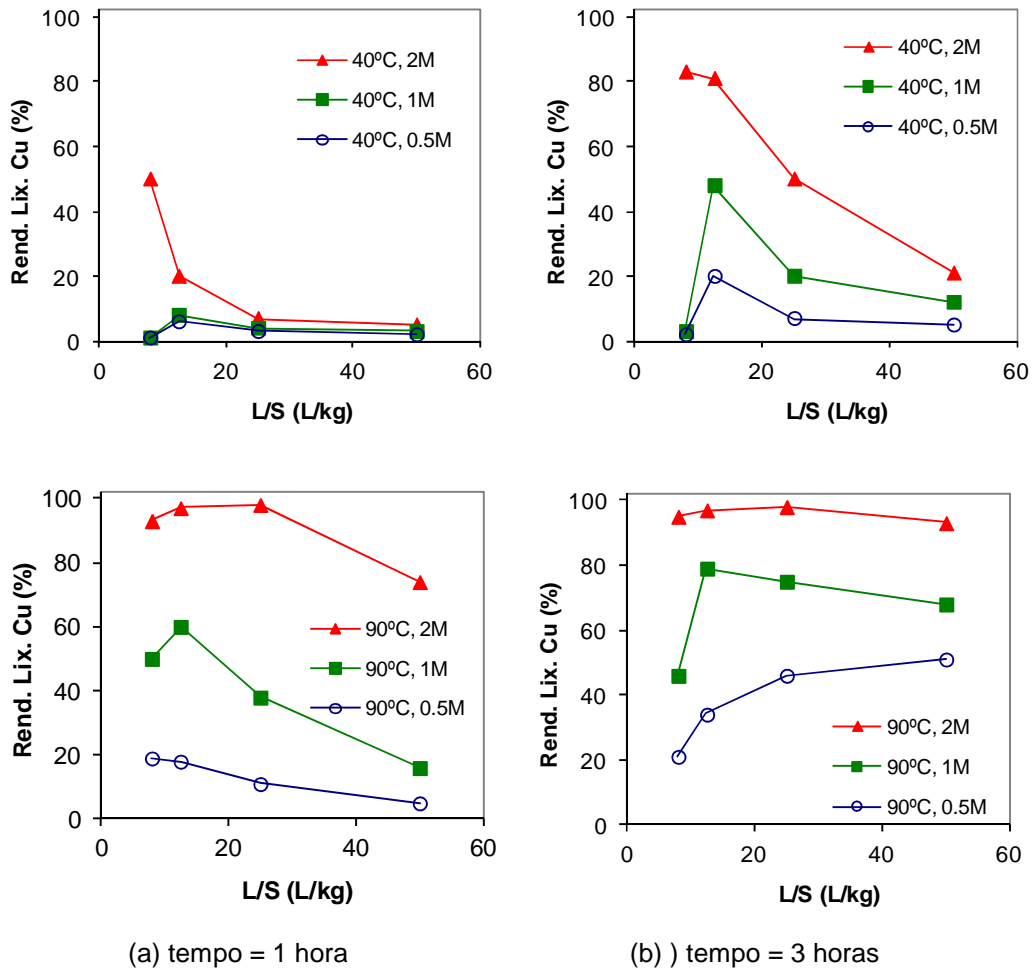 100
80
60
40
20
0
Rend. Lix. Cu (%)
40ºC, 2M
40ºC, 1M
40ºC, 0.5M
0 20 40 60
L/S (L/kg)
100
80
60
40
20
0
Rend. Lix. Cu (%)
40ºC, 2M
40ºC, 1M
40ºC, 0.5M
0 20 40 60
L/S (L/kg)
100
80
60
40
20
0
Rend. Lix. Cu (%)
90ºC, 2M
90ºC, 1M
90ºC, 0.5M
0 20 40 60
L/S (L/kg)
100
80
60
40
20
0
Rend. Lix. Cu (%)
90ºC, 2M
90ºC, 1M
90ºC, 0.5M
0 20 40 60
L/S (L/kg)
(a) tempo = 1 hora
(b) ) tempo = 3 horas